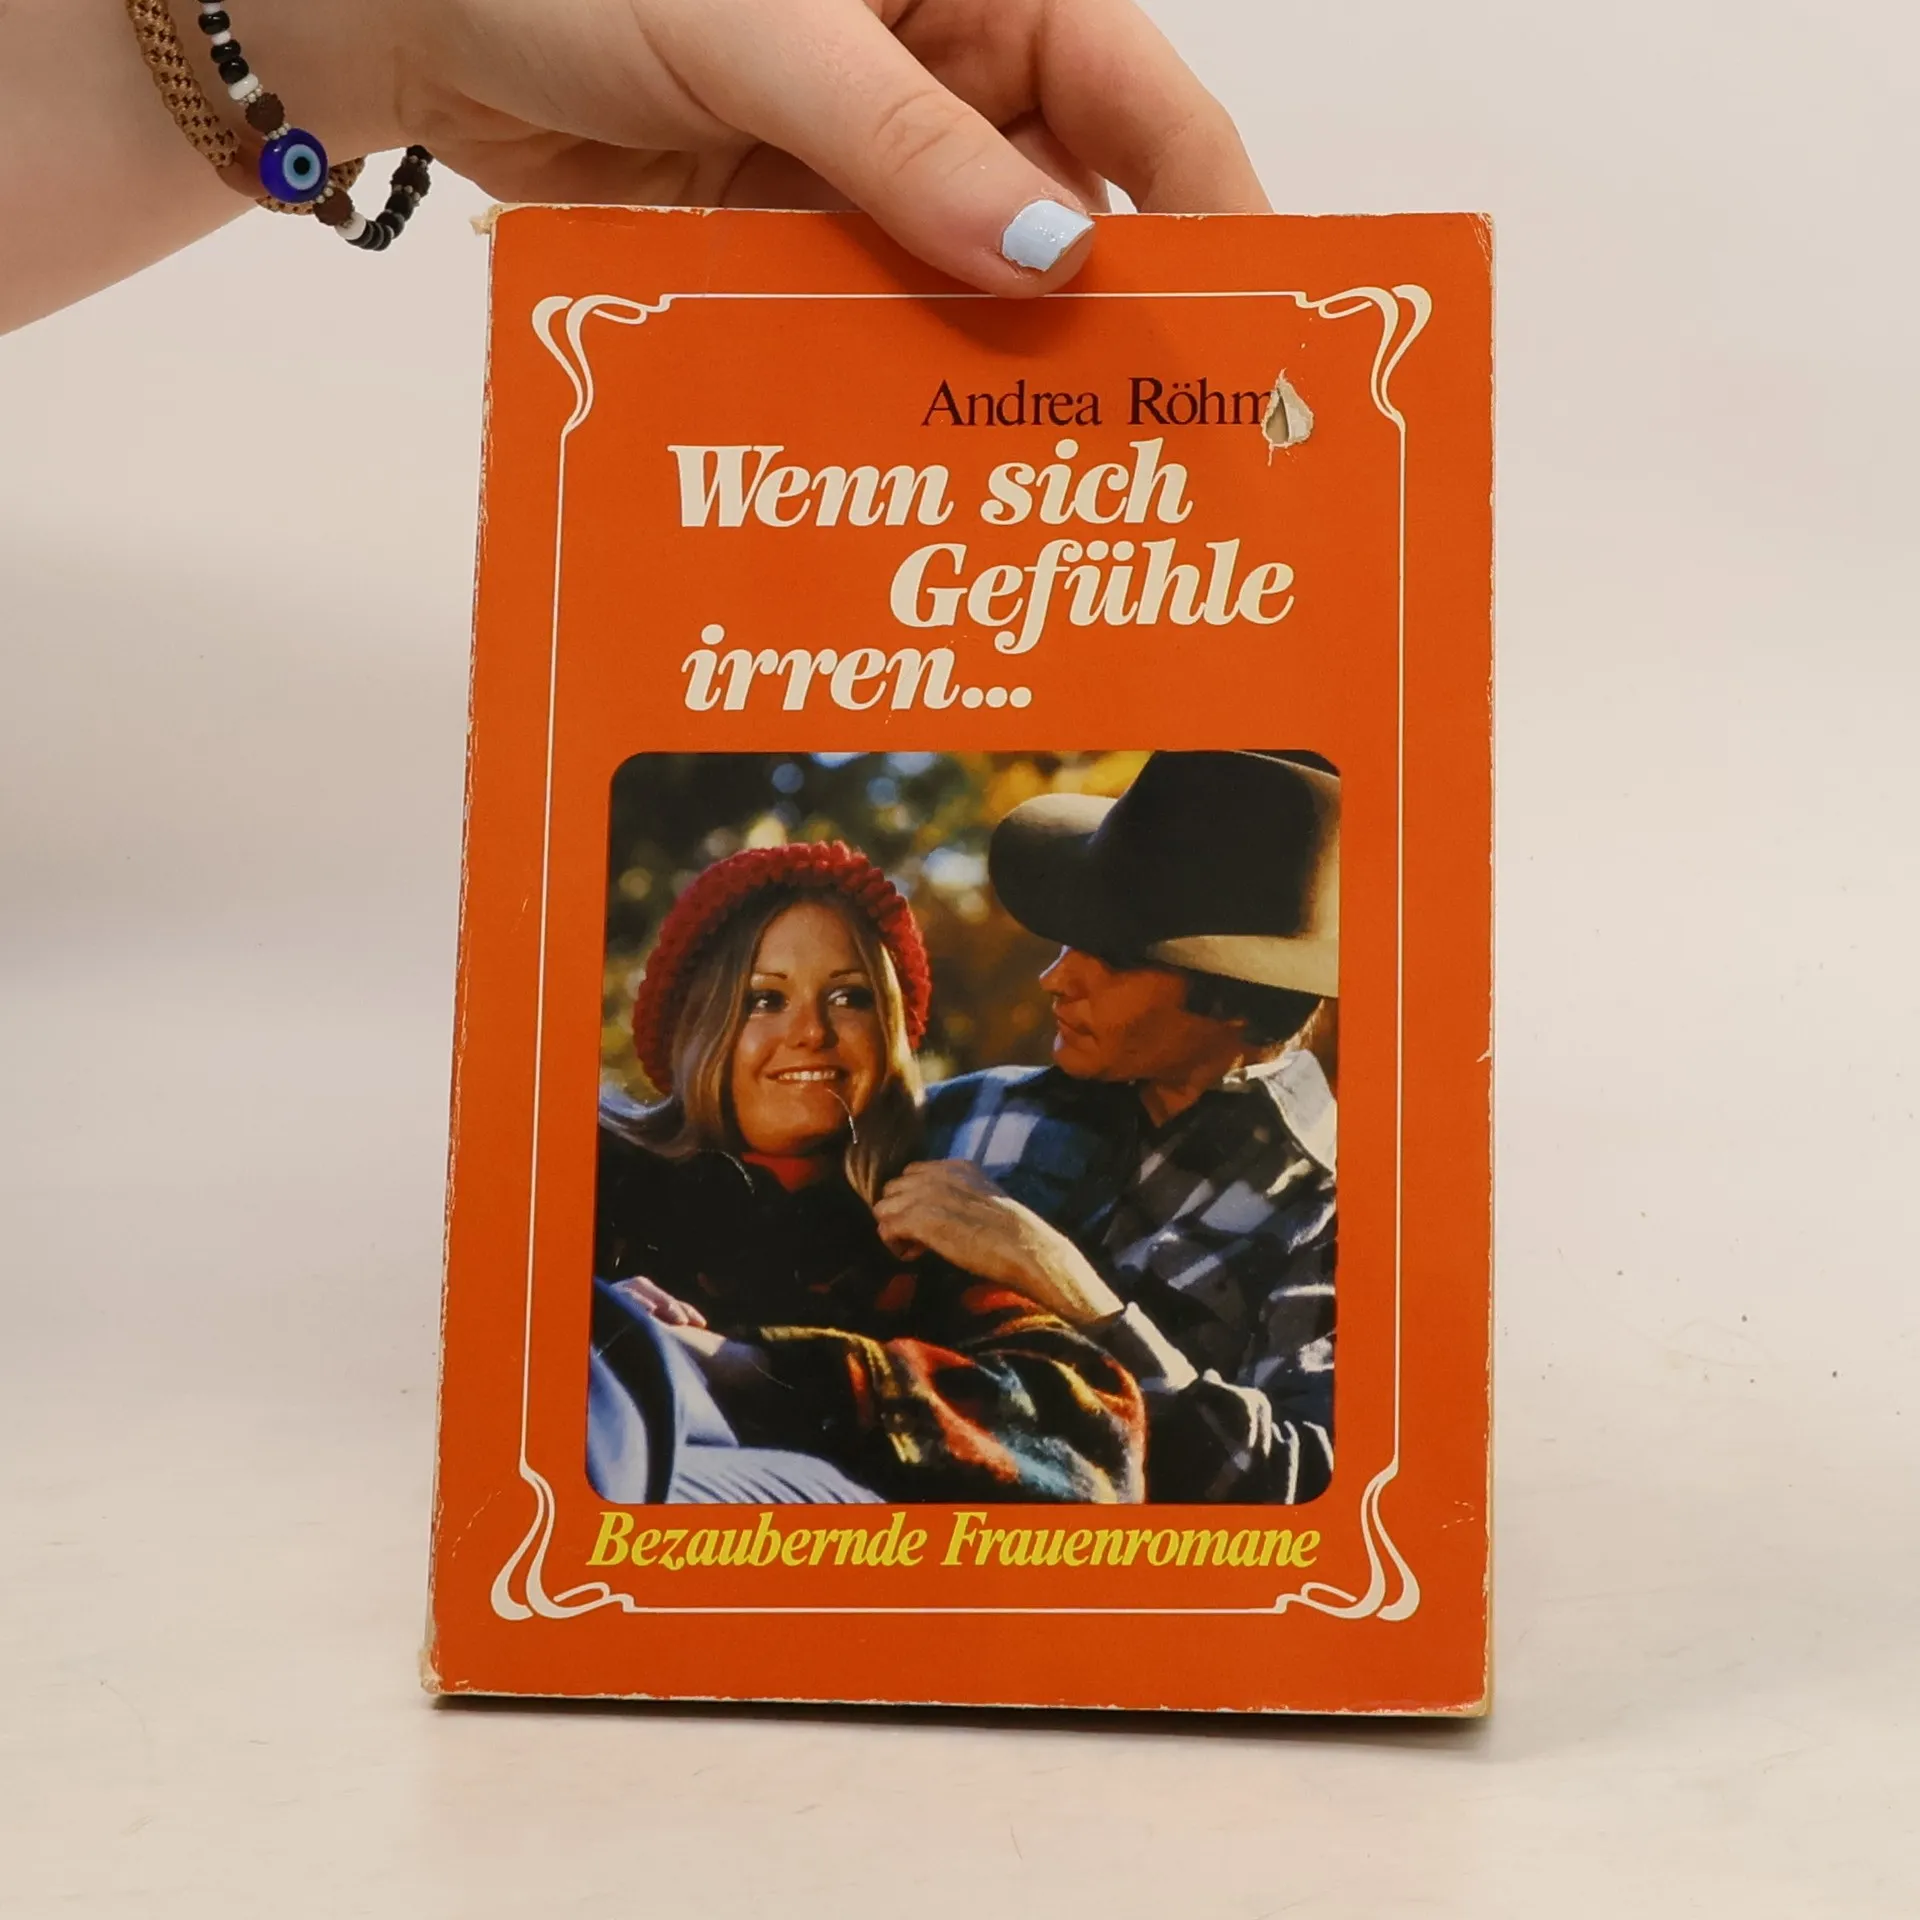 Andrea Röhm
Wenn sich
Gefühle
irren...
Bezaubernde Frauenromane